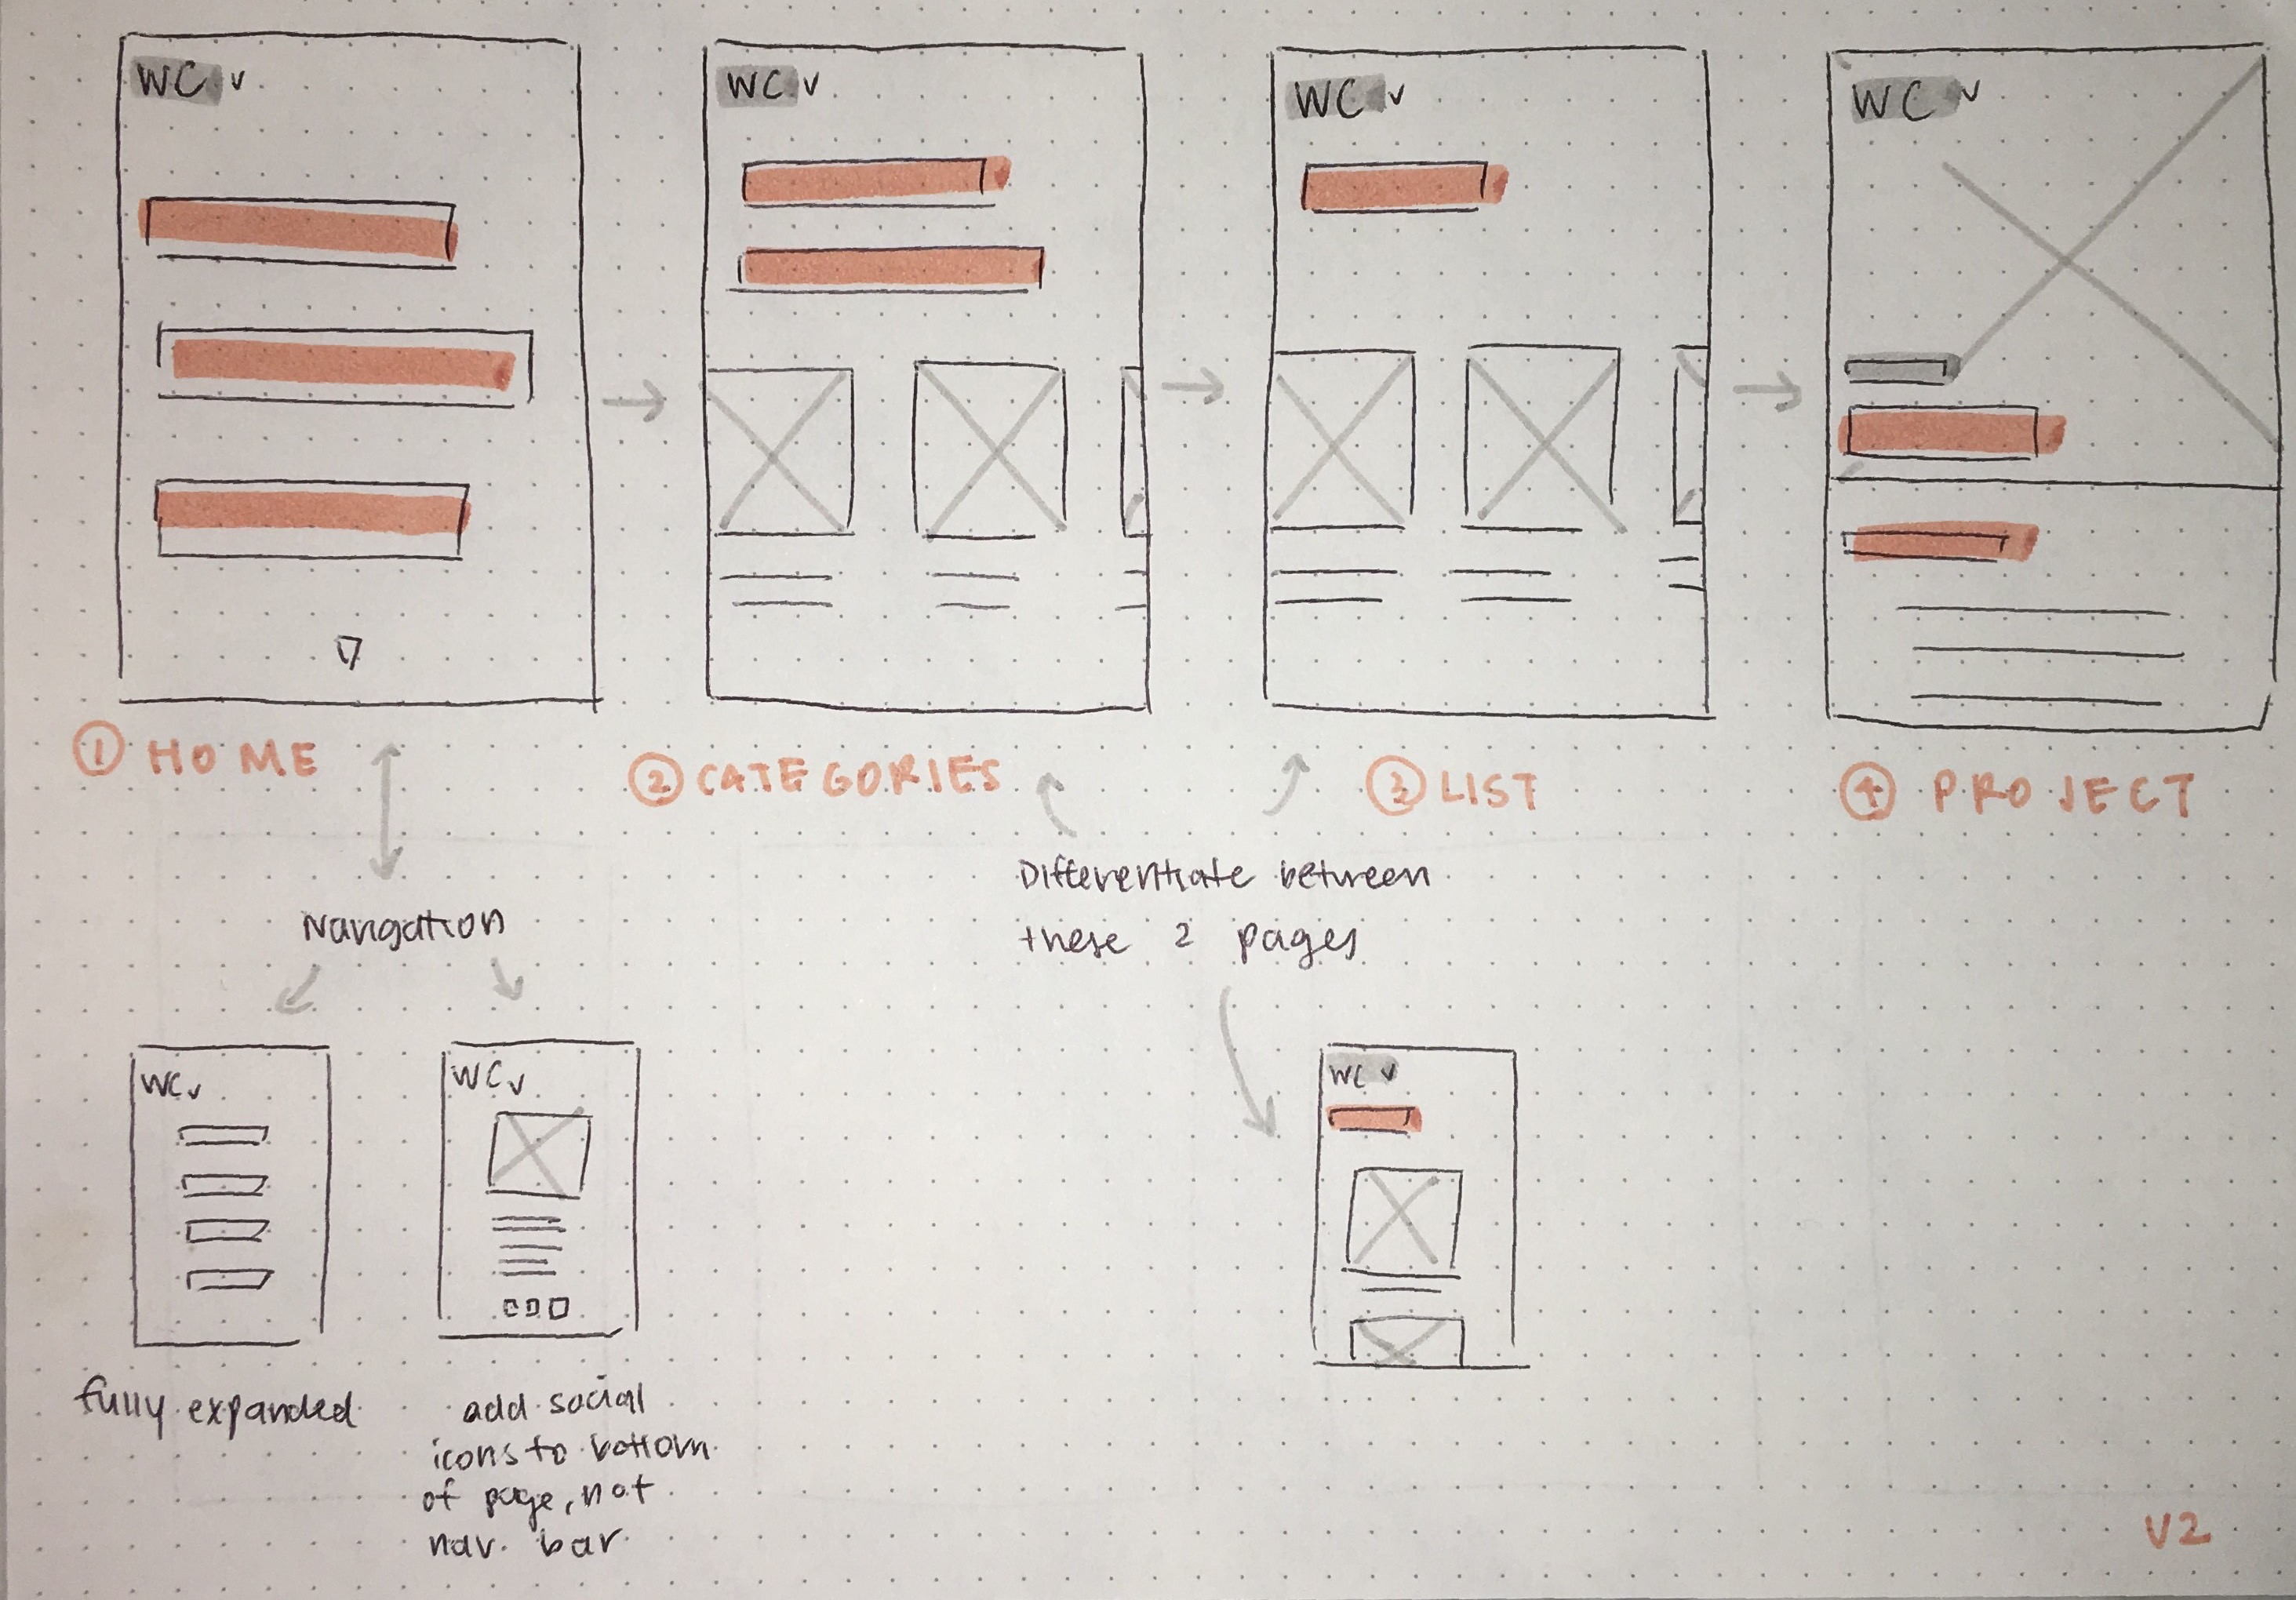 WC v
WC v
WC v
WC v
① HOME
② CATEGORIES
③ LIST
④ PROJECT
Differentiate between
these 2 pages
Navigation
WC v
WC v
WC v
fully expanded
add social
icons to bottom
of page, not
nav. bar
V2